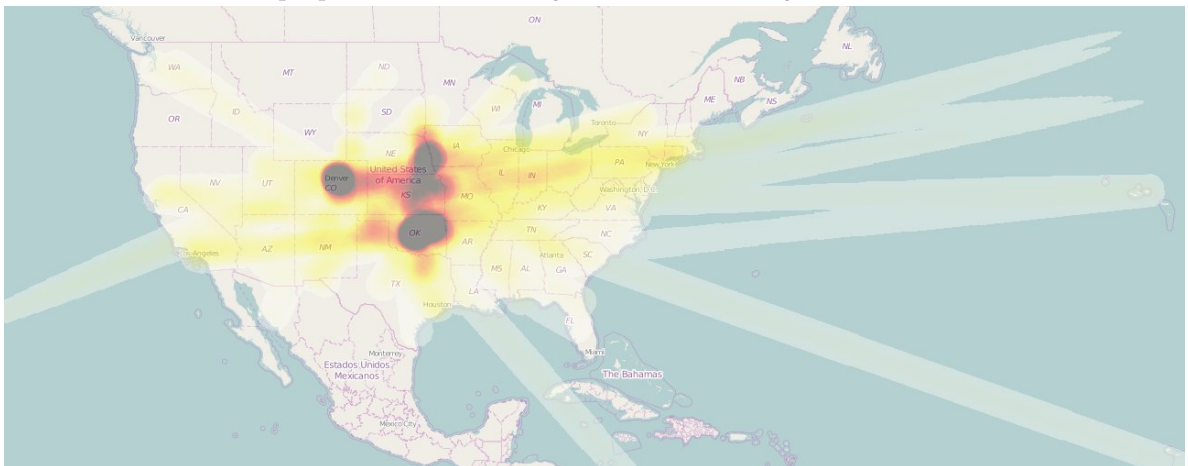 ON
Vancouver
WA
MT
ND
NL
MN
NB
OR
ID
SD
WI
MI
ME
NS
WY
Toronto
NY
NE
IA
Chicago
NV
UT
Denver
CO
United States
of America
IL
IN
PA
New York
KS
MO
Washington, D.C.
CA
KY
VA
OK
TN
NC
AZ
NM
AR
Atlanta
SC
MS
AL
GA
TX
LA
Houston
FL
Monterrey
Miami
Estados Unidos
Mexicanos
The Bahamas
Mexico City